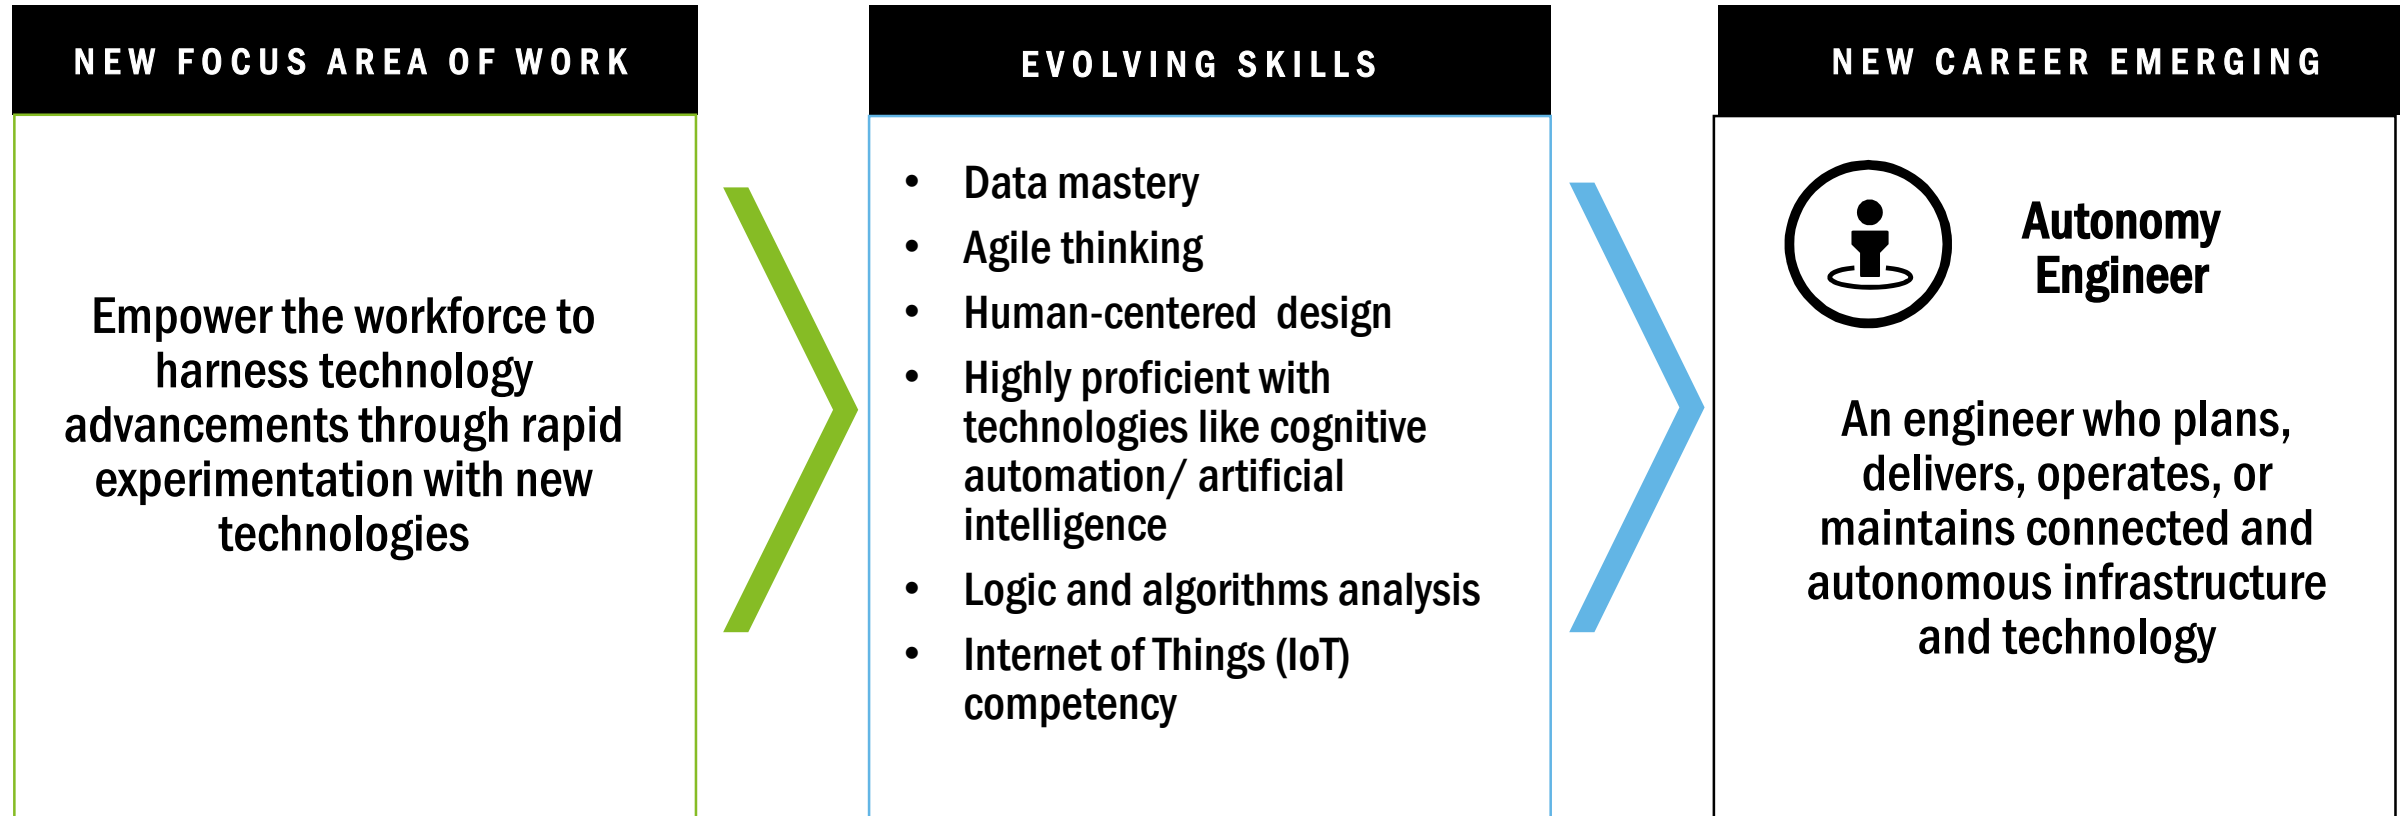 NEW FOCUS AREA OF WORK
Empower the workforce to
harness technology
advancements through rapid
experimentation with new
technologies
EVOLVING SKILLS
• Data mastery
• Agile thinking
• Human-centered design
• Highly proficient with
technologies like cognitive
automation/ artificial
intelligence
• Logic and algorithms analysis
• Internet of Things (IoT)
competency
NEW CAREER EMERGING
Autonomy
Engineer
An engineer who plans,
delivers, operates, or
maintains connected and
autonomous infrastructure
and technology